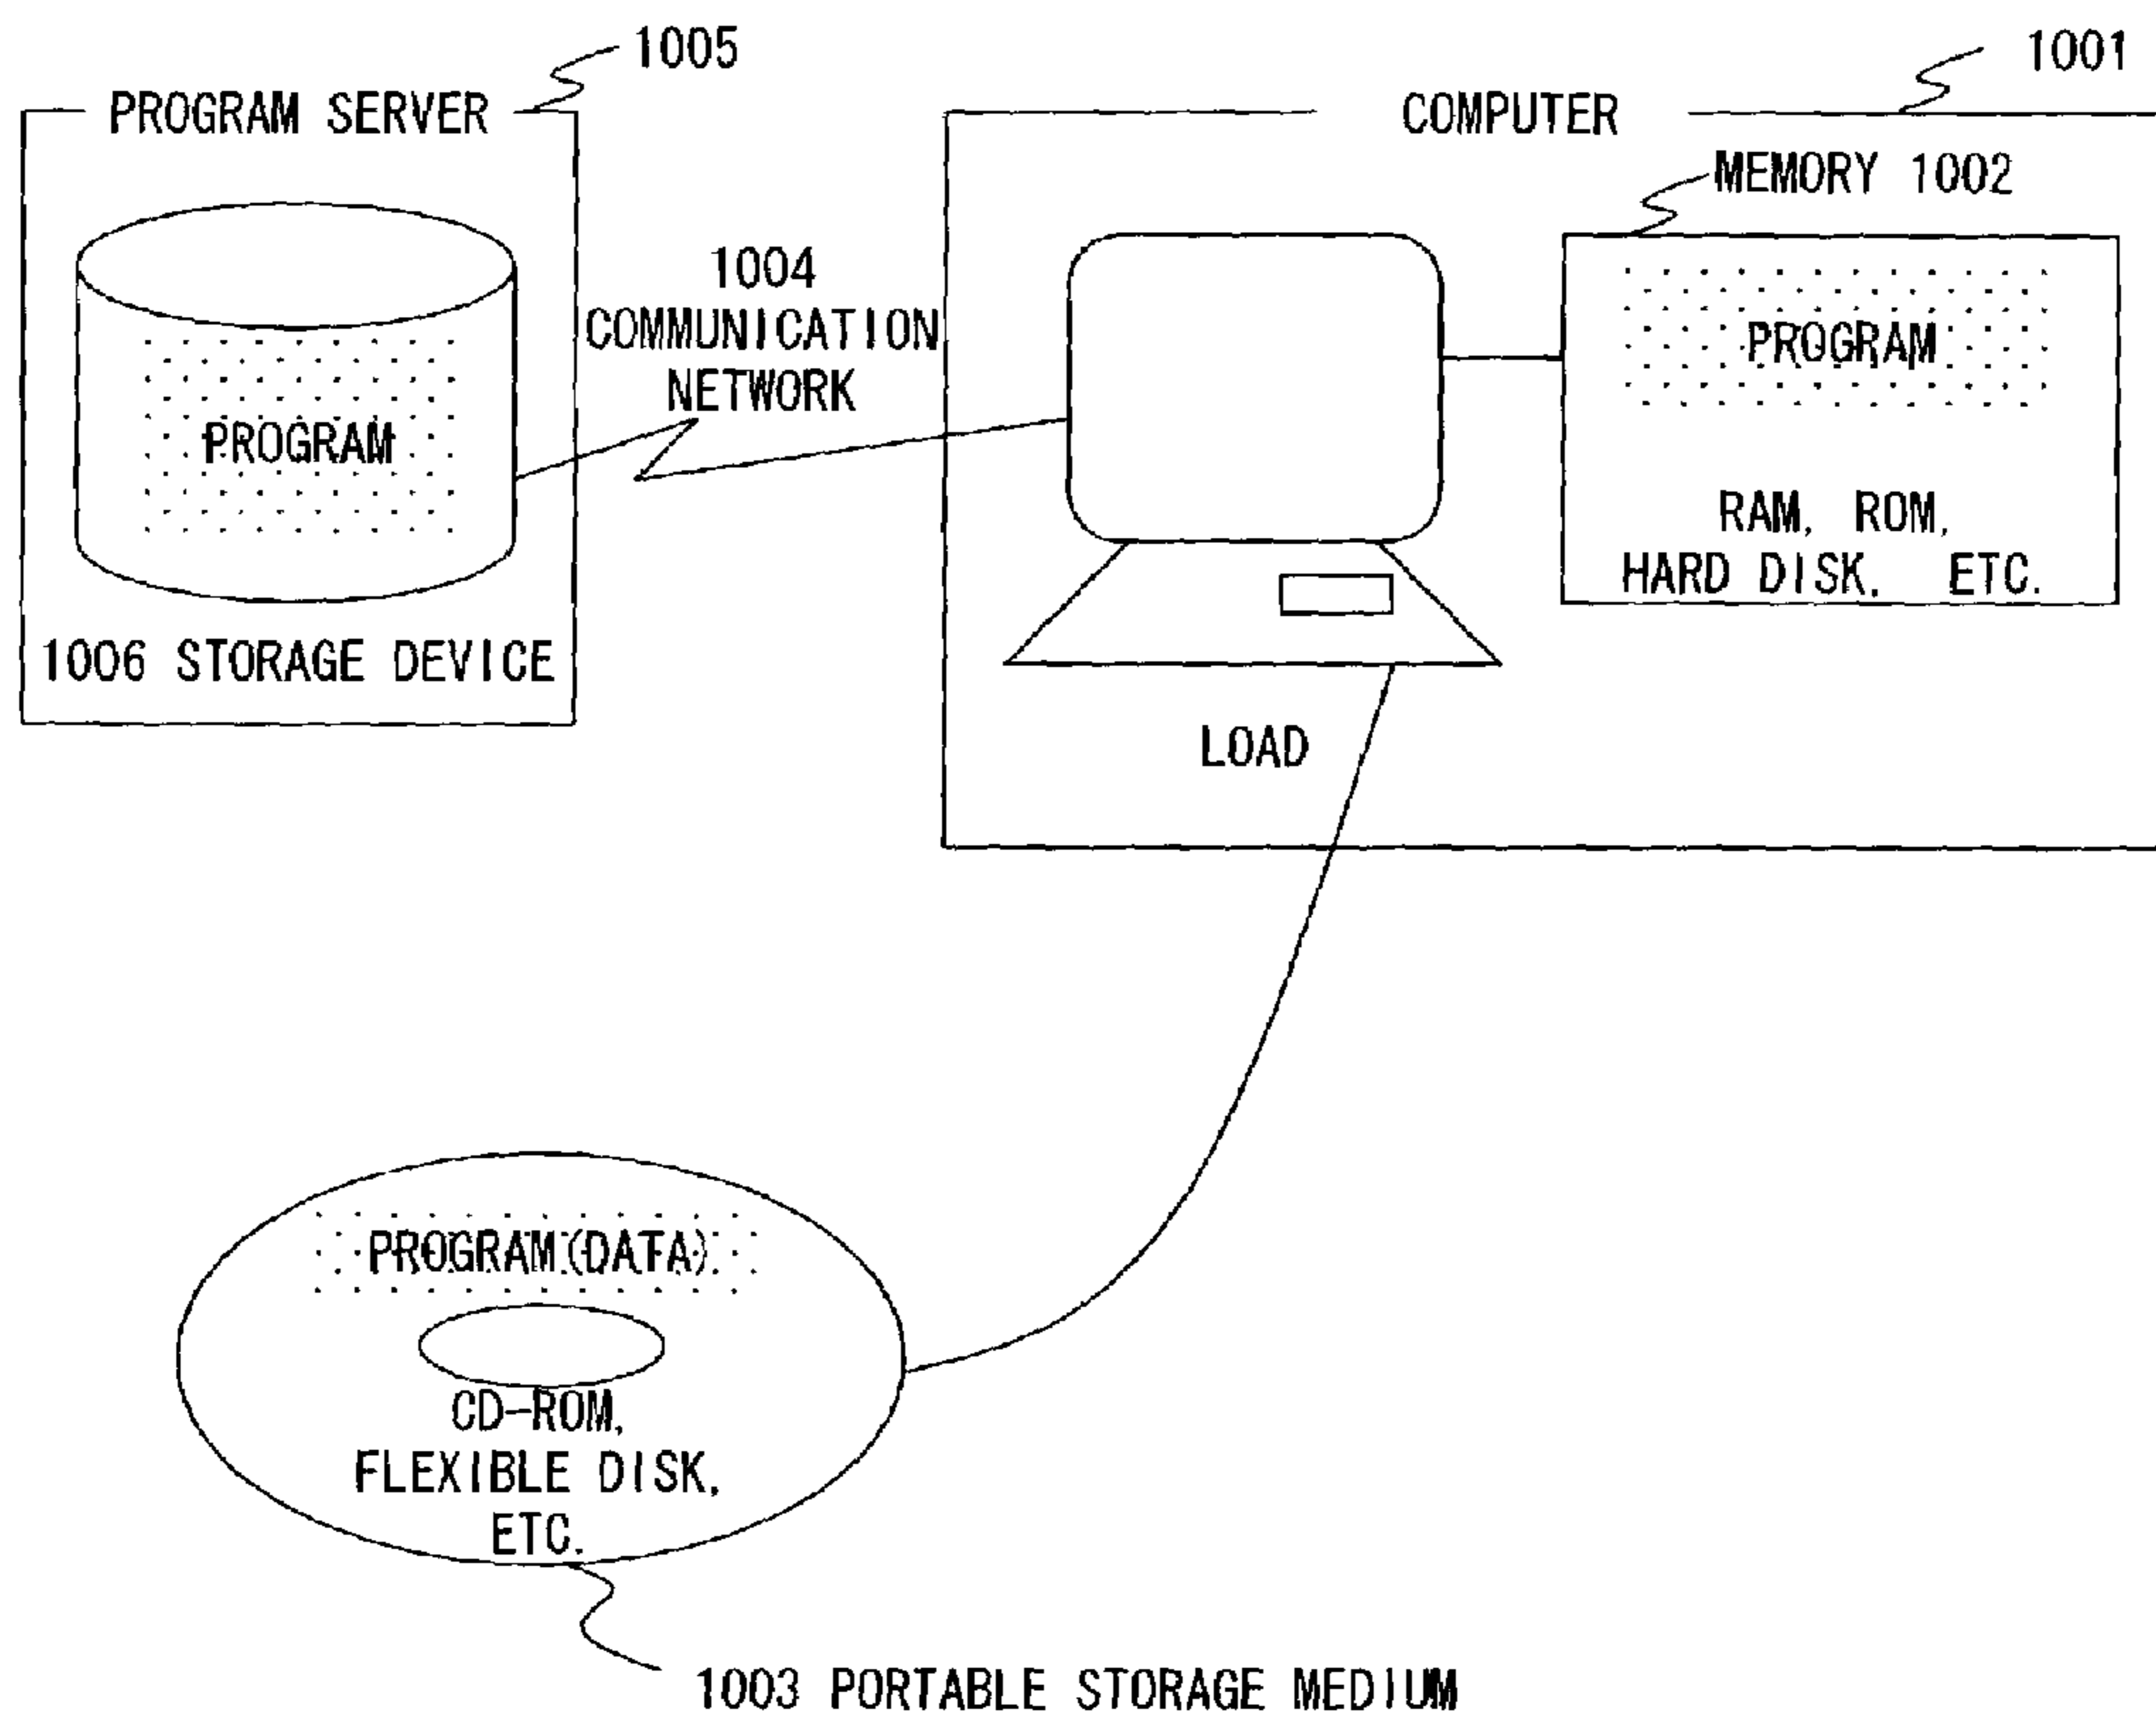 1005
PROGRAM SERVER
1001
COMPUTER
MEMORY 1002
1004
COMMUNICATION
NETWORK
PROGRAM
PROGRAM
RAM, ROM,
HARD DISK, ETC.
1006 STORAGE DEVICE
LOAD
PROGRAM(DATA)
CD-ROM,
FLEXIBLE DISK,
ETC.
1003 PORTABLE STORAGE MEDIUM